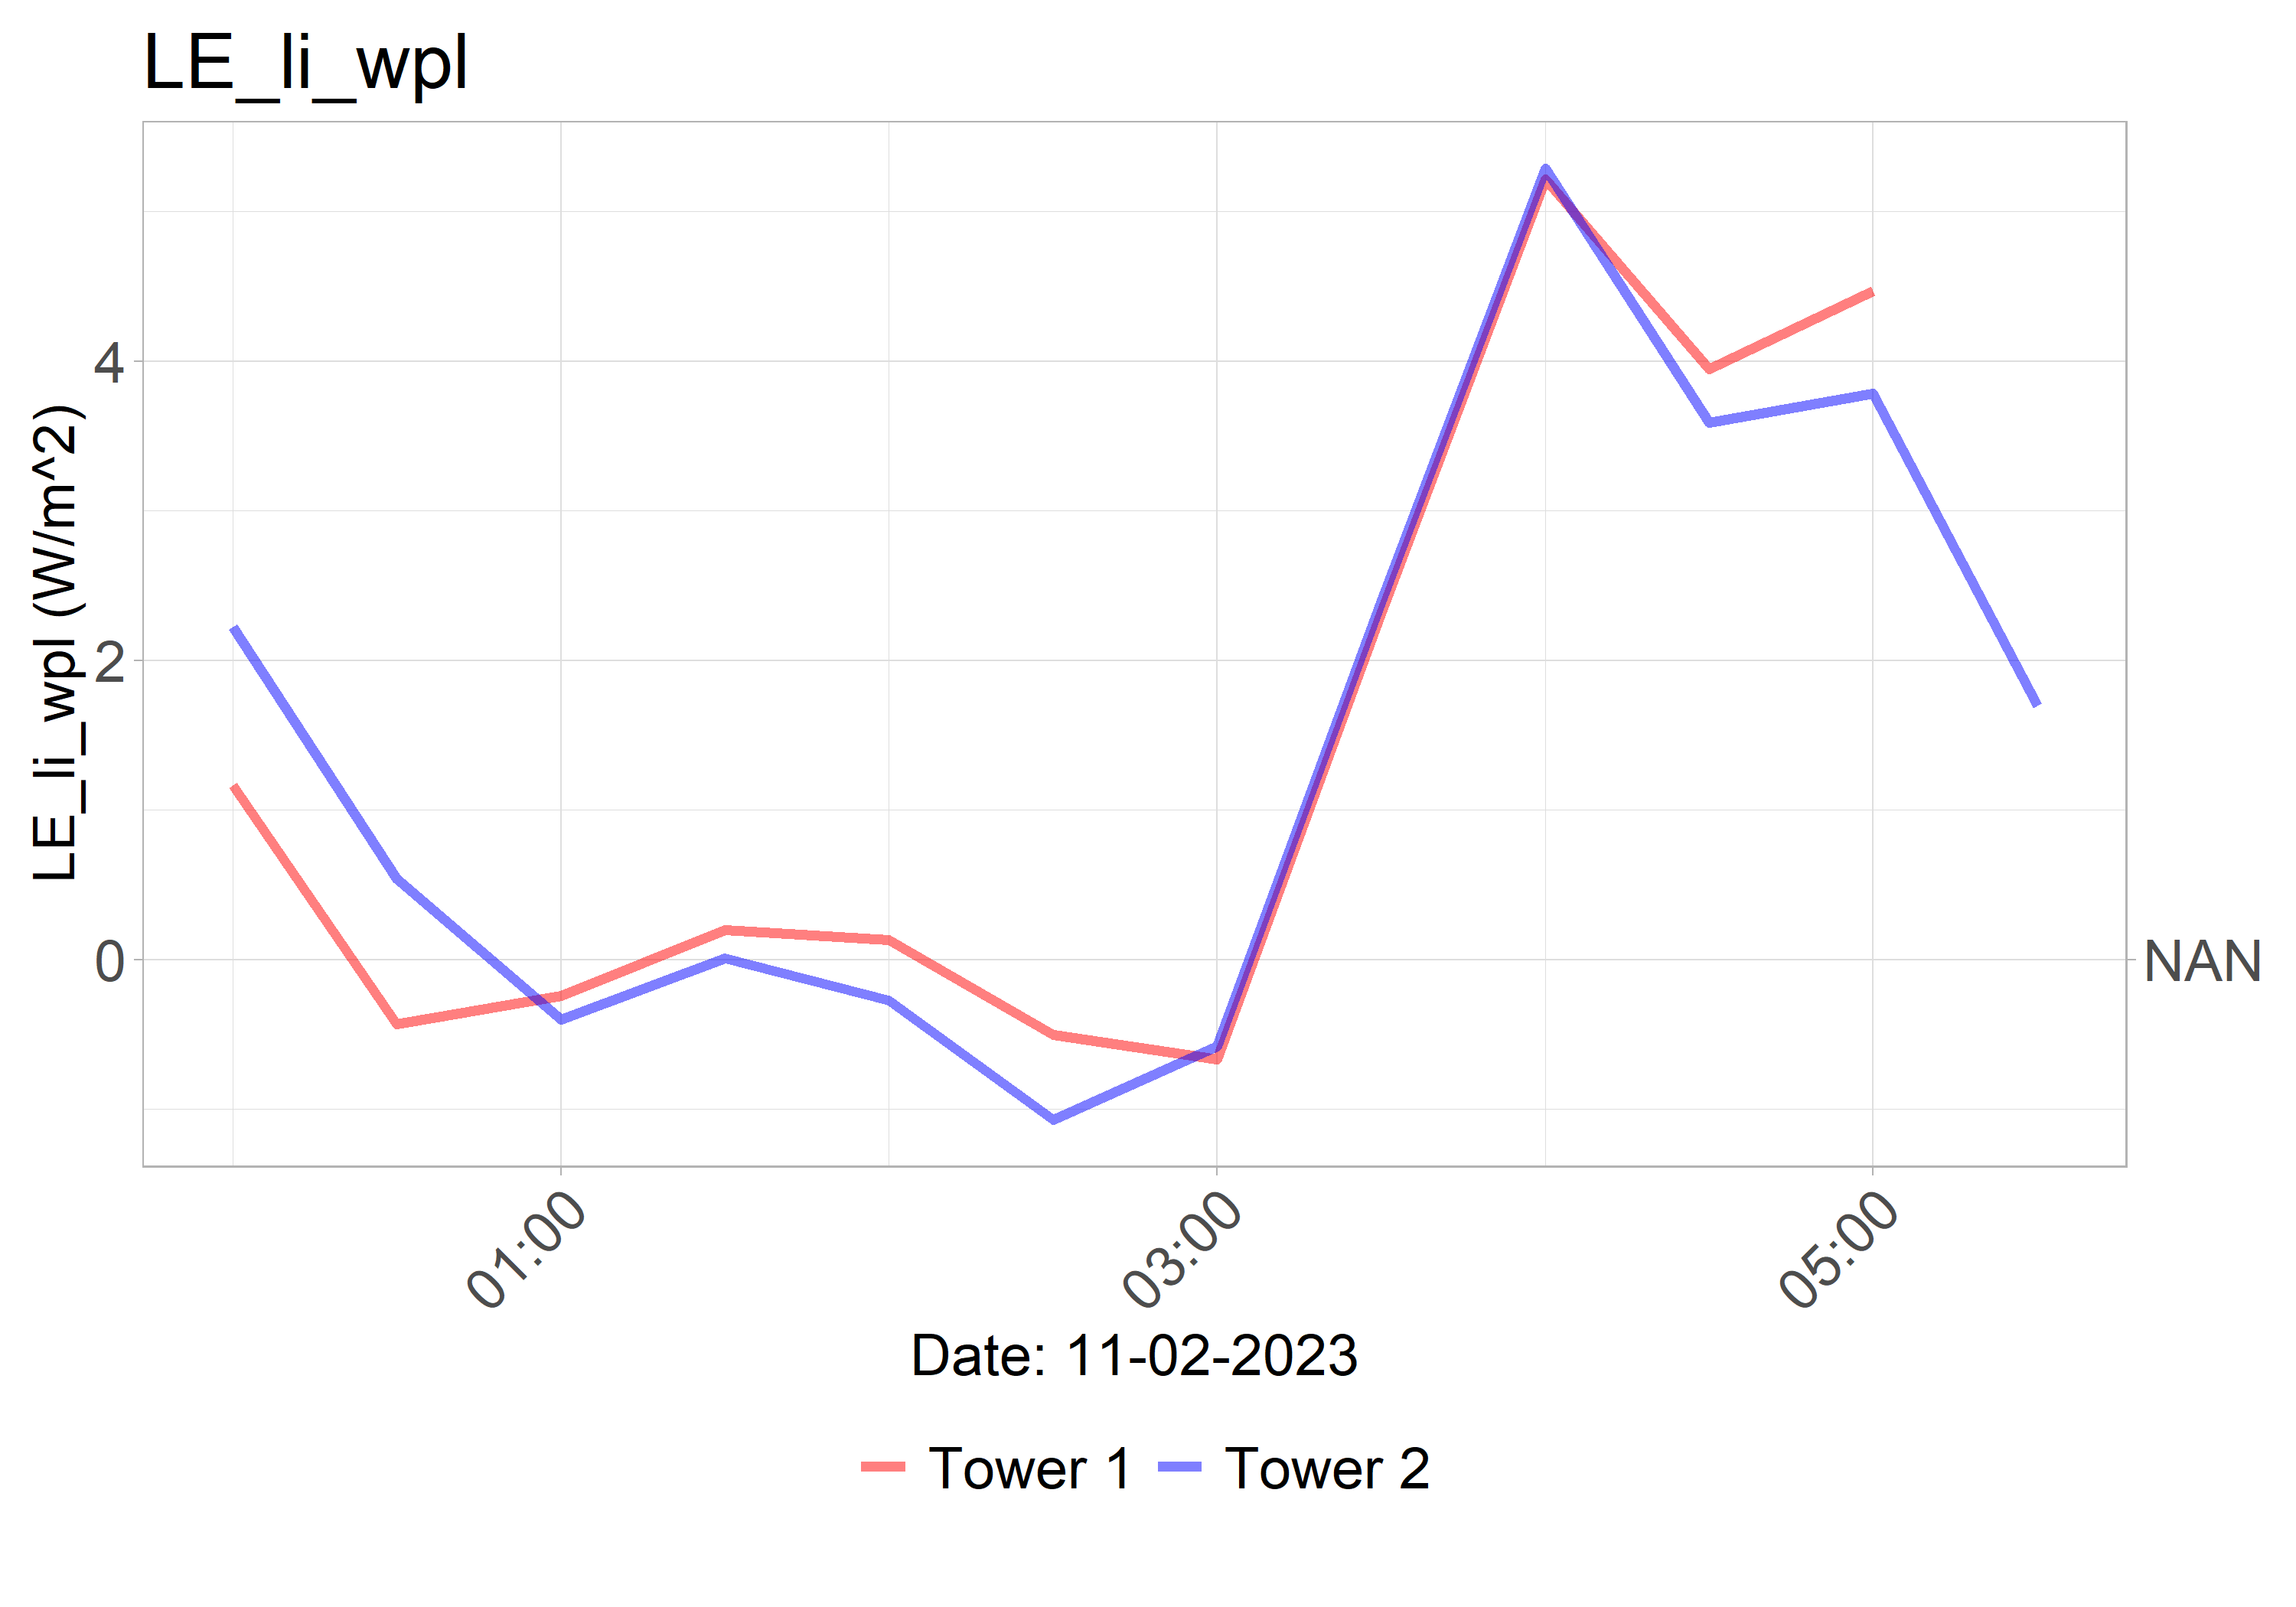 LE_li_wpl
LE_li_wpl (W/m^2)
4
2
0
NAN
01:00
03:00
05:00
Date: 11-02-2023
Tower 1
Tower 2